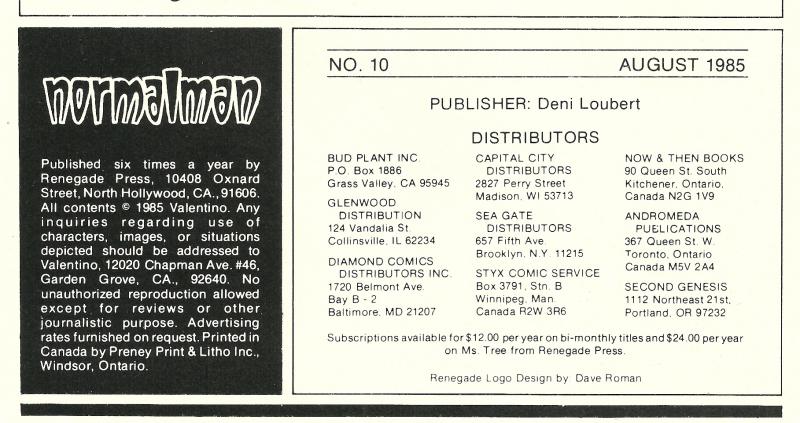 normalman
Published six times a year by
Renegade Press, 10408 Oxnard
Street, North Hollywood, CA., 91606.
All contents © 1985 Valentino. Any
inquiries regarding use of
characters, images, or situations
depicted should be addressed to
Valentino, 12020 Chapman Ave. #46,
Garden Grove, CA., 92640. No
unauthorized reproduction allowed
except for reviews or other
journalistic purpose. Advertising
rates furnished on request. Printed in
Canada by Preney Print & Litho Inc.,
Windsor, Ontario.
NO. 10 AUGUST 1985
PUBLISHER: Deni Loubert
DISTRIBUTORS
BUD PLANT INC.
P.O. Box 1886
Grass Valley, CA 95945
GLENWOOD
DISTRIBUTION
124 Vandalia St.
Collinsville, IL 62234
DIAMOND COMICS
DISTRIBUTORS INC.
1720 Belmont Ave.
Bay B - 2
Baltimore, MD 21207
CAPITAL CITY
DISTRIBUTORS
2827 Perry Street
Madison, WI 53713
SEA GATE
DISTRIBUTORS
657 Fifth Ave.
Brooklyn, N.Y. 11215
STYX COMIC SERVICE
Box 3791, Stn. B
Winnipeg, Man.
Canada R2W 3R6
NOW & THEN BOOKS
90 Queen St. South
Kitchener, Ontario,
Canada N2G 1V9
ANDROMEDA
PUBLICATIONS
367 Queen St. W.
Toronto, Ontario
Canada M5V 2A4
SECOND GENESIS
1112 Northeast 21st,
Portland, OR 97232
Subscriptions available for $12.00 per year on bi-monthly titles and $24.00 per year
on Ms. Tree from Renegade Press.
Renegade Logo Design by: Dave Roman